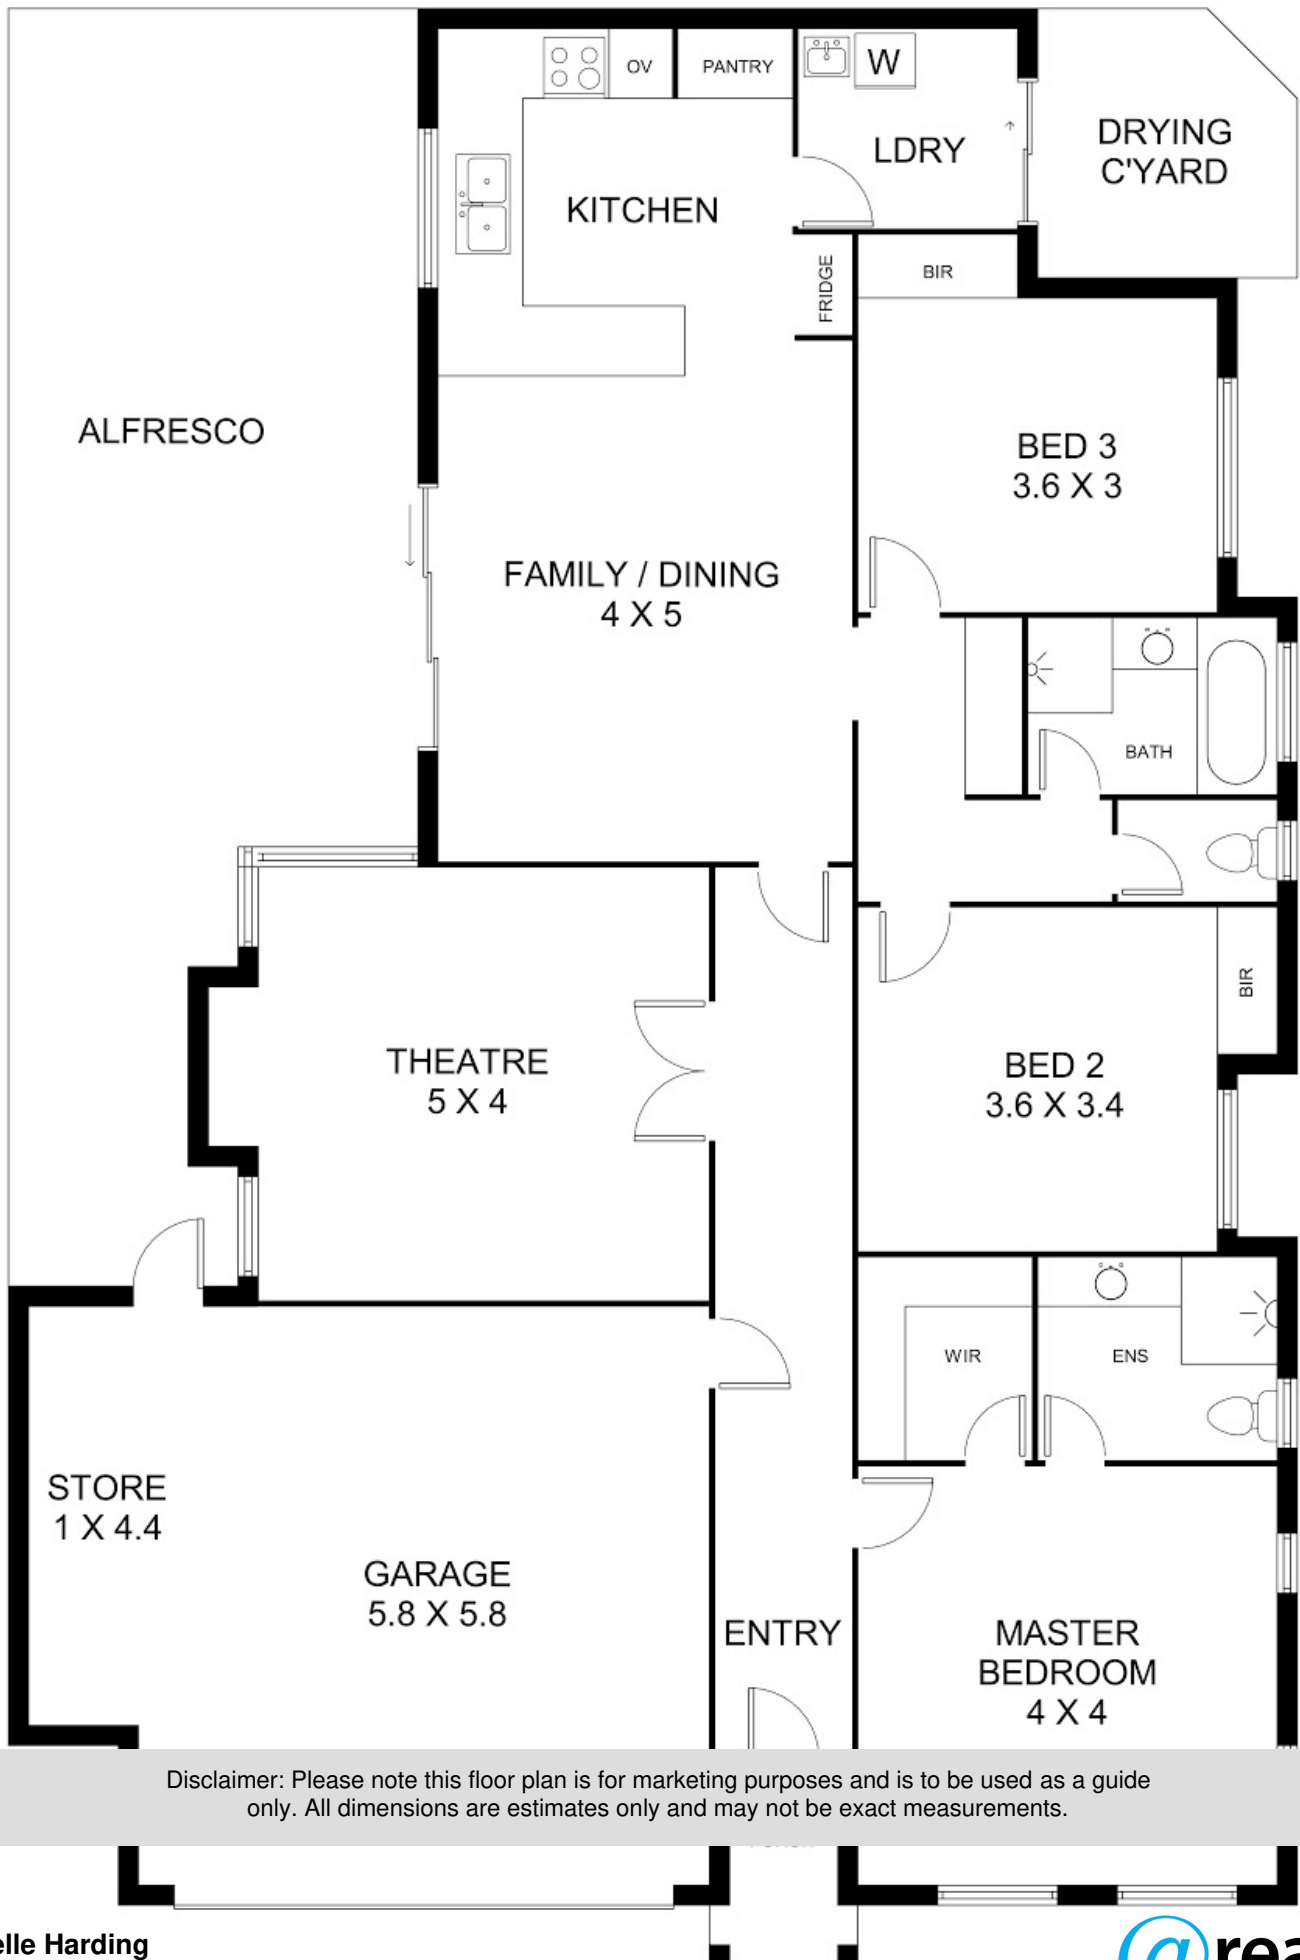 OV
PANTRY
W
LDRY
DRYING
C'YARD
KITCHEN
FRIDGE
BIR
ALFRESCO
BED 3
3.6 X 3
FAMILY / DINING
4 X 5
BATH
BIR
THEATRE
5 X 4
BED 2
3.6 X 3.4
WIR
ENS
STORE
1 X 4.4
GARAGE
5.8 X 5.8
ENTRY
MASTER
BEDROOM
4 X 4
Disclaimer: Please note this floor plan is for marketing purposes and is to be used as a guide
only. All dimensions are estimates only and may not be exact measurements.
elle Harding
@rea